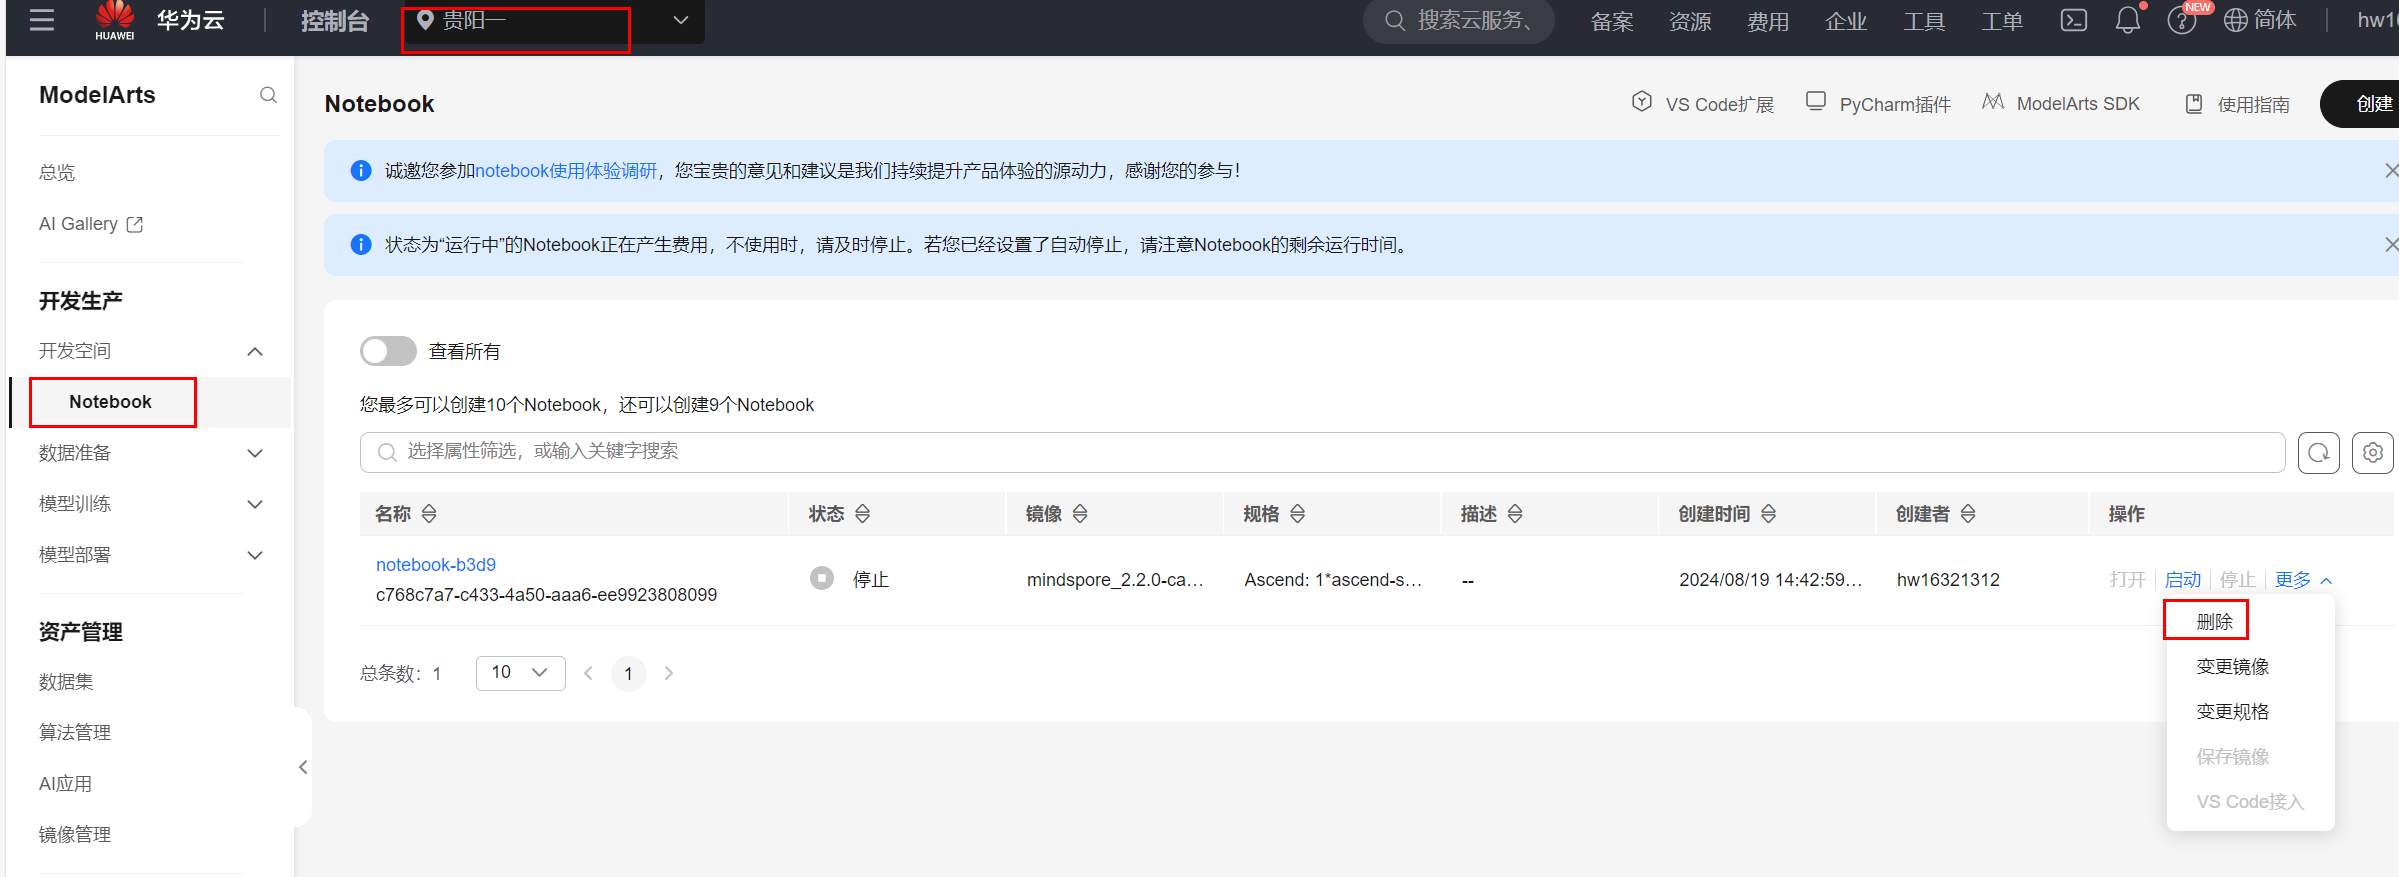 HUAWEI
华为云
控制台
贵阳一
搜索云服务、
备案
资源
费用
企业
工具
工单
NEW
简体
ModelArts
总览
AI Gallery
开发生产
开发空间
Notebook
数据准备
模型训练
模型部署
资产管理
数据集
算法管理
AI应用
镜像管理
Notebook
VS Code扩展
PyCharm插件
ModelArts SDK
使用指南
创建
诚邀您参加notebook使用体验调研，您宝贵的意见和建议是我们持续提升产品体验的源动力，感谢您的参与！
状态为“运行中”的Notebook正在产生费用，不使用时，请及时停止。若您已经设置了自动停止，请注意Notebook的剩余运行时间。
查看所有
您最多可以创建10个Notebook，还可以创建9个Notebook
选择属性筛选，或输入关键字搜索
名称
状态
镜像
规格
描述
创建时间
创建者
操作
notebook-b3d9
c768c7a7-c433-4a50-aaa6-ee9923808099
停止
mindspore_2.2.0-ca...
Ascend: 1*ascend-s...
--
2024/08/19 14:42:59...
hw16321312
打开
启动
停止
更多
删除
变更镜像
变更规格
保存镜像
VS Code接入
总条数：1
10
1